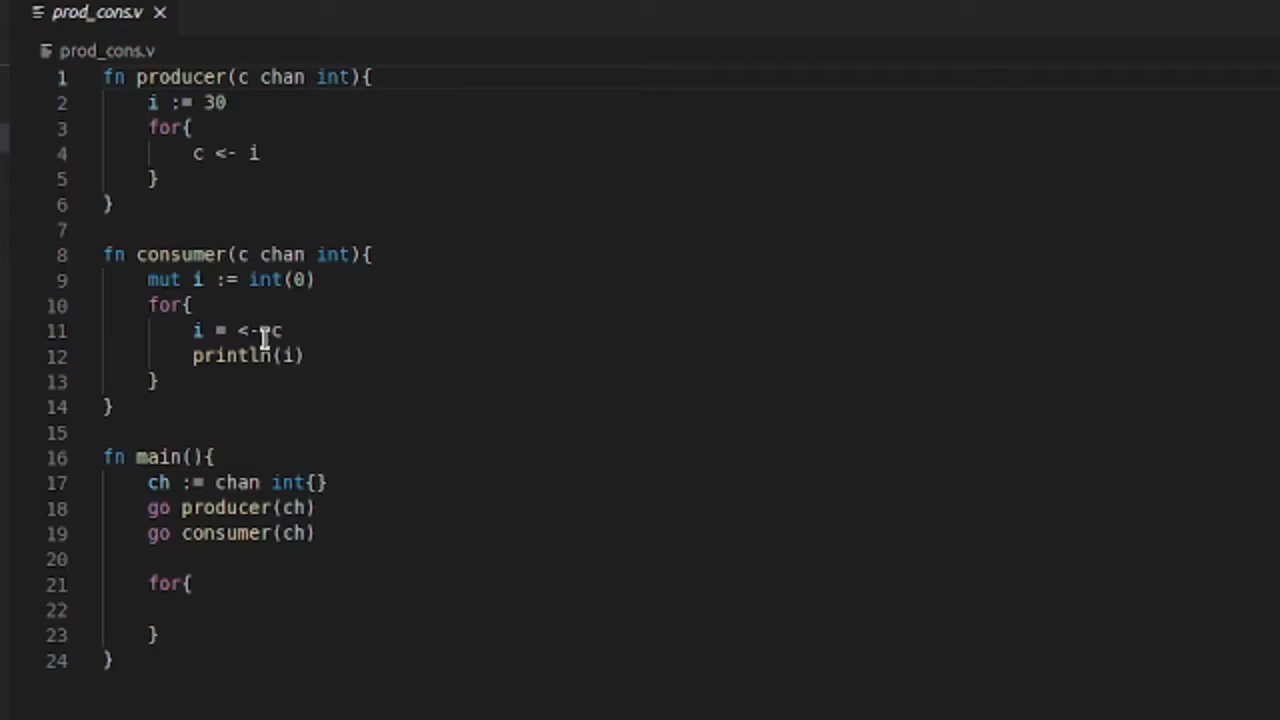 prod_cons.v
prod_cons.v
1 fn producer(c chan int){
2     i := 30
3     for{
4         c <- i
5     }
6 }
7
8 fn consumer(c chan int){
9     mut i := int(0)
10     for{
11         i = <- c
12         println(i)
13     }
14 }
15
16 fn main(){
17     ch := chan int{}
18     go producer(ch)
19     go consumer(ch)
20
21     for{
22
23     }
24 }